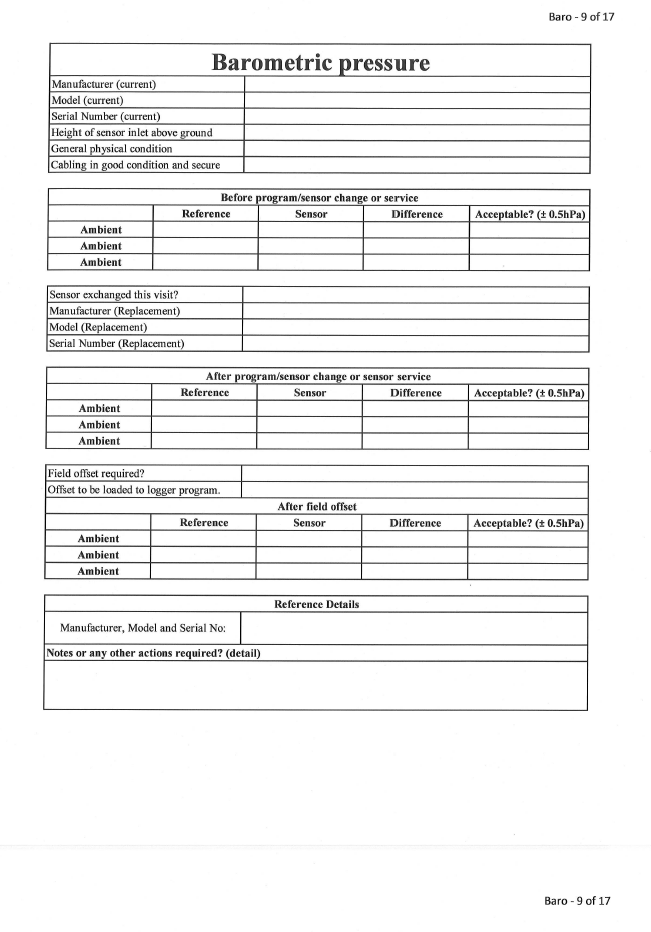 Baro - 9 of 17
Barometric pressure
Manufacturer (current)
Model (current)
Serial Number (current)
Height of sensor inlet above ground
General physical condition
Cabling in good condition and secure
Before program/sensor change or service
Reference Sensor Difference Acceptable? (± 0.5hPa)
Ambient
Ambient
Ambient
Sensor exchanged this visit?
Manufacturer (Replacement)
Model (Replacement)
Serial Number (Replacement)
After program/sensor change or sensor service
Reference Sensor Difference Acceptable? (± 0.5hPa)
Ambient
Ambient
Ambient
Field offset required?
Offset to be loaded to logger program.
After field offset
Reference Sensor Difference Acceptable? (± 0.5hPa)
Ambient
Ambient
Ambient
Reference Details
Manufacturer, Model and Serial No:
Notes or any other actions required? (detail)
Baro - 9 of 17